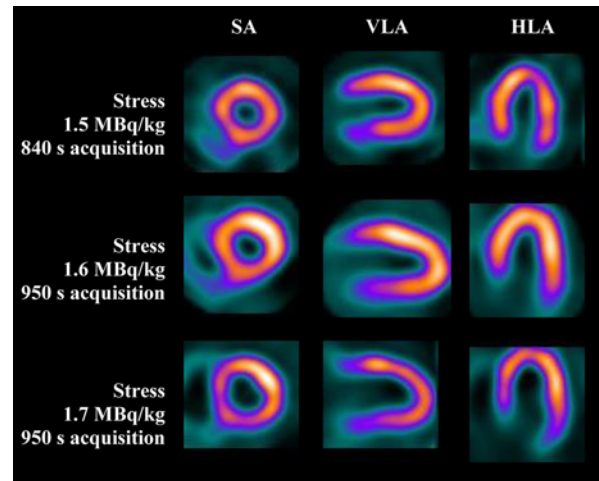 SA VLA HLA
Stress
1.5 MBq/kg
840 s acquisition
Stress
1.6 MBq/kg
950 s acquisition
Stress
1.7 MBq/kg
950 s acquisition